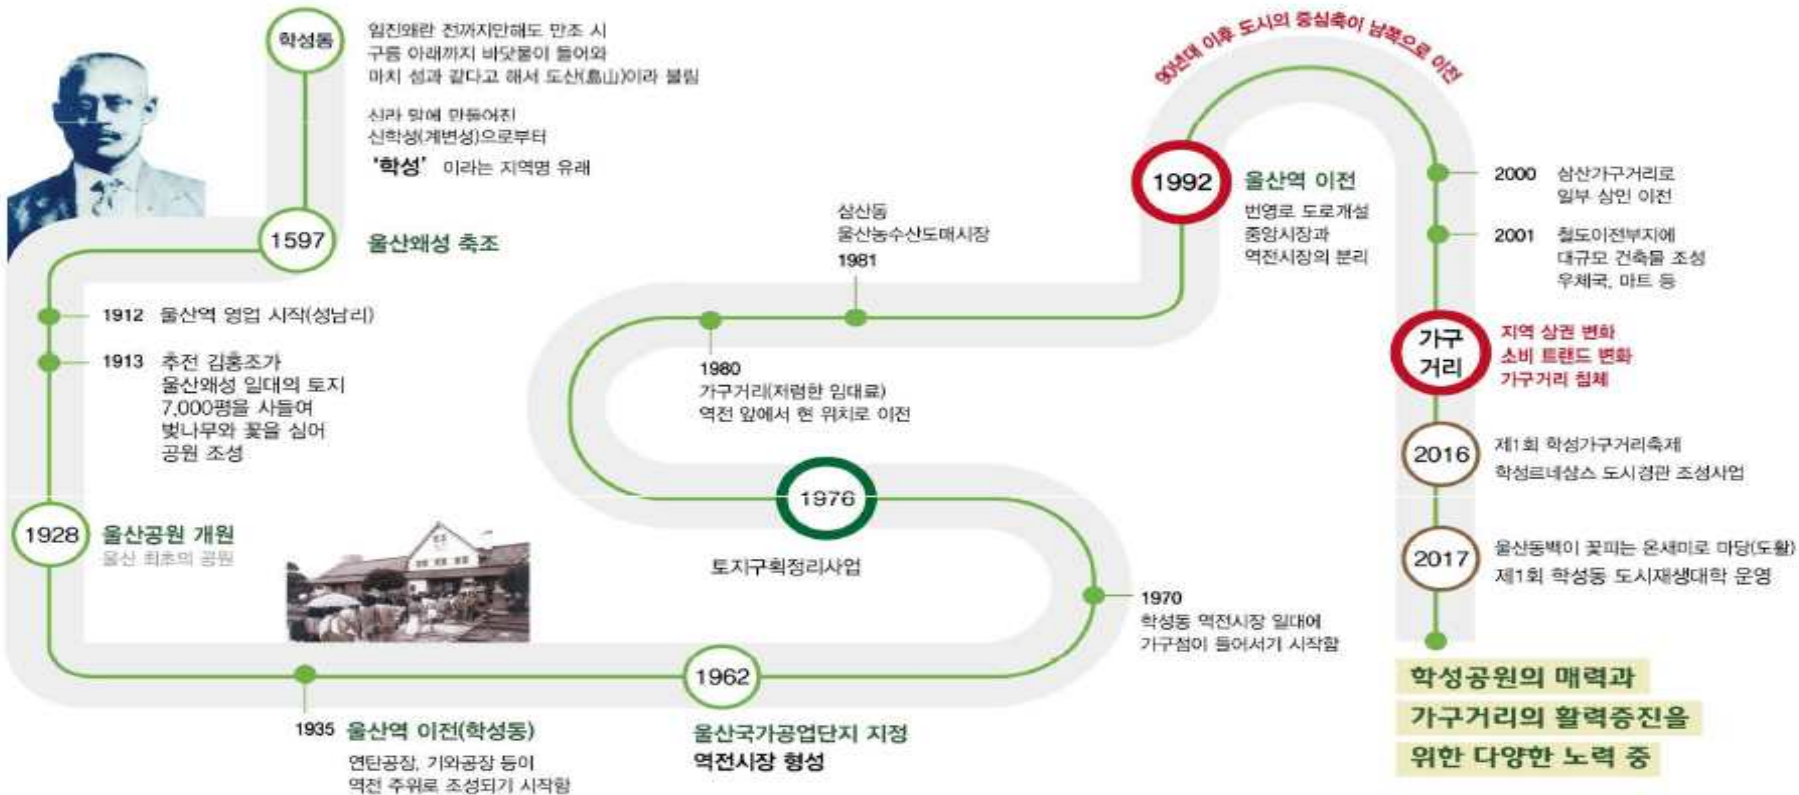 학성동
임진왜란 전까지만해도 만조 시
구릉 아래까지 바닷물이 들어와
마치 섬과 같다고 해서 도산(島山)이라 불림
신라 말에 만들어진
신학성(계변성)으로부터
'학성' 이라는 지역명 유래
1597 울산왜성 축조
1912 울산역 영업 시작(성남리)
1913 추전 김홍조가
울산왜성 일대의 토지
7,000평을 사들여
벚나무와 꽃을 심어
공원 조성
1928 울산공원 개원
울산 최초의 공원
1935 울산역 이전(학성동)
연탄공장, 기와공장 등이
역전 주위로 조성되기 시작함
1962
울산국가공업단지 지정
역전시장 형성
1970
학성동 역전시장 일대에
가구점이 들어서기 시작함
1976
토지구획정리사업
1980
가구거리(저렴한 임대료)
역전 앞에서 현 위치로 이전
삼산동
울산농수산도매시장
1981
1992 울산역 이전
번영로 도로개설
중앙시장과
역전시장의 분리
90년대 이후 도시의 중심축이 남쪽으로 이전
2000 삼산가구거리로
일부 상인 이전
2001 철도이전부지에
대규모 건축물 조성
우체국, 마트 등
가구
거리
지역 상권 변화
소비 트랜드 변화
가구거리 침체
2016 제1회 학성가구거리축제
학성르네상스 도시경관 조성사업
2017 울산동백이 꽃피는 온새미로 마당(도활)
제1회 학성동 도시재생대학 운영
학성공원의 매력과
가구거리의 활력증진을
위한 다양한 노력 중